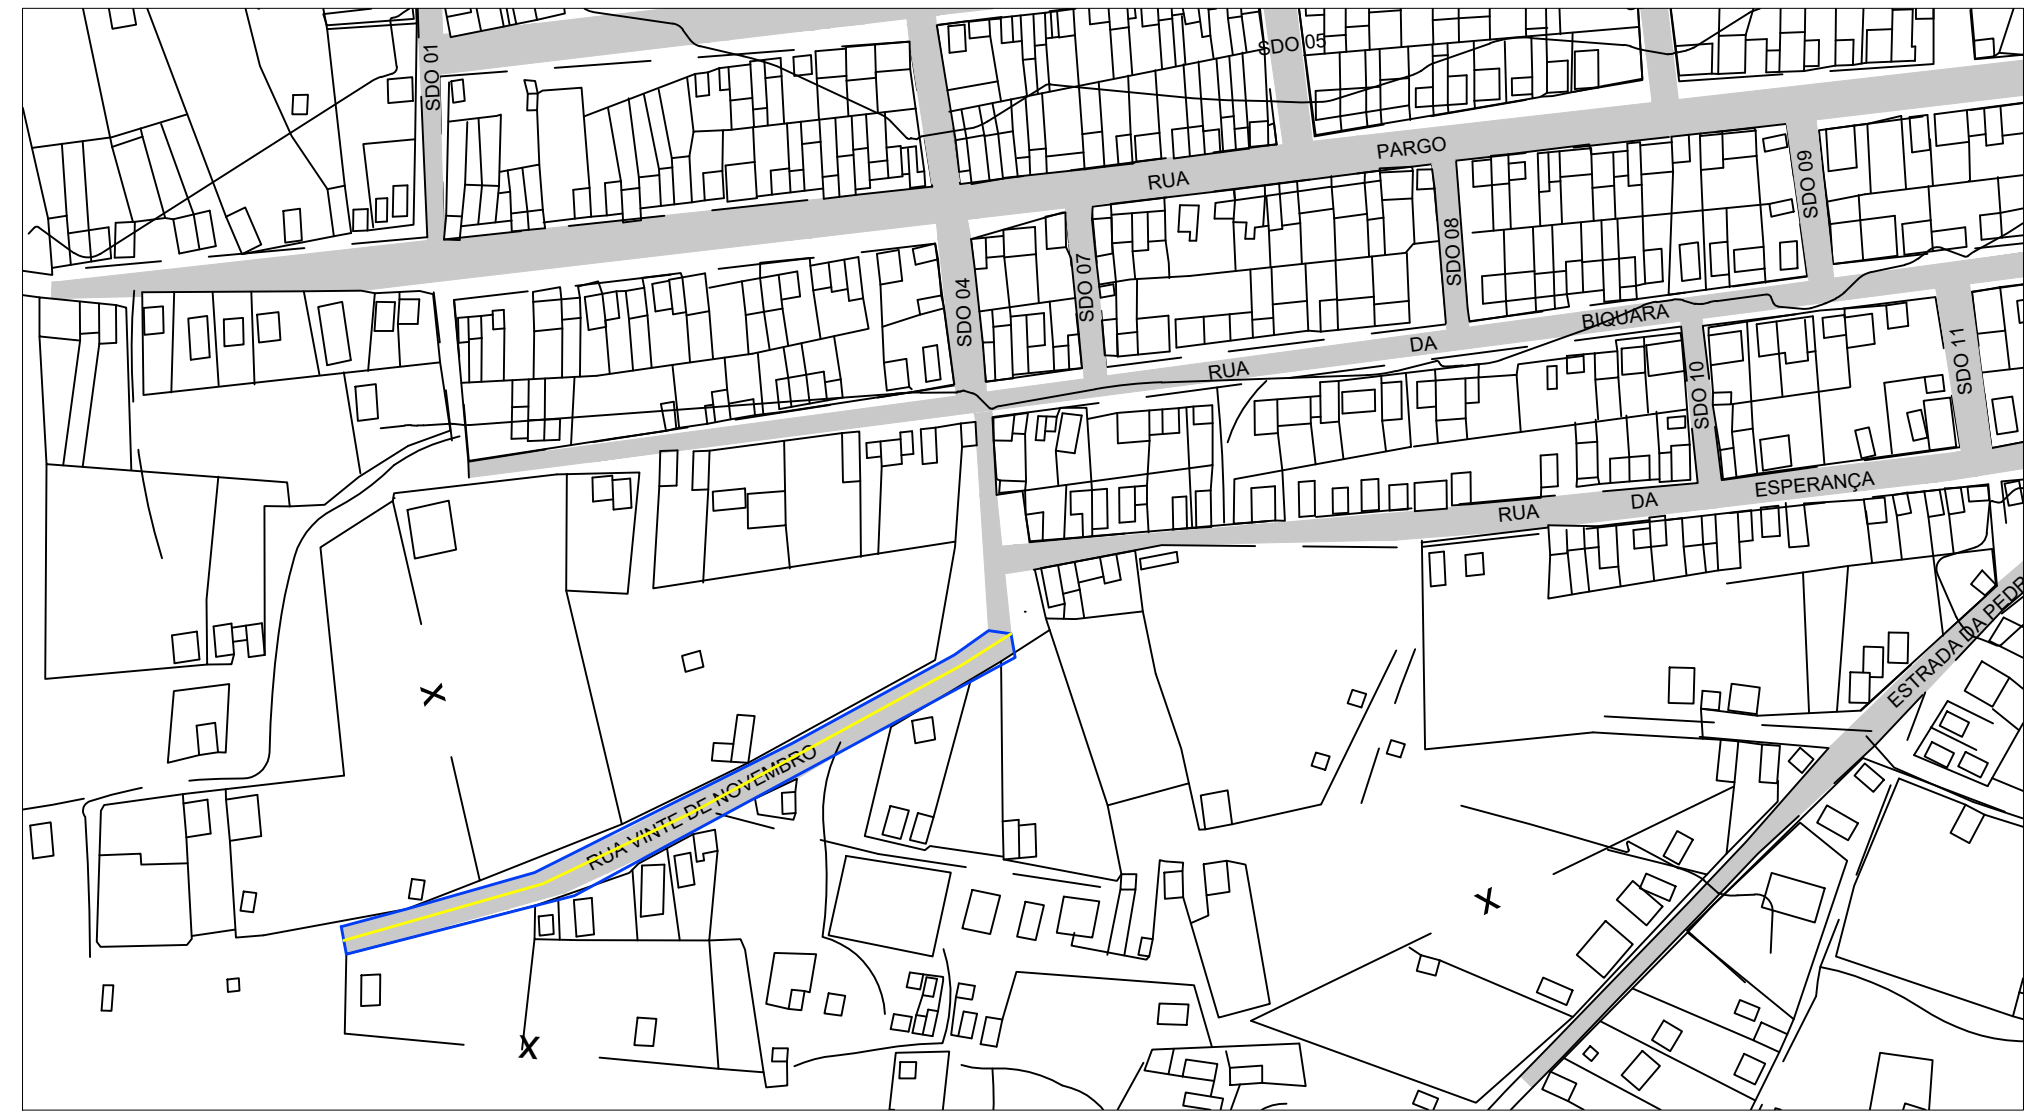 SDO 01
SDO 05
RUA PARGO
SDO 09
SDO 08
SDO 07
SDO 04
RUA DA BIQUARA
SDO 11
SDO 10
RUA DA ESPERANÇA
ESTRADA DA PEDR
RUA VINTE DE NOVEMBRO
X
X
X